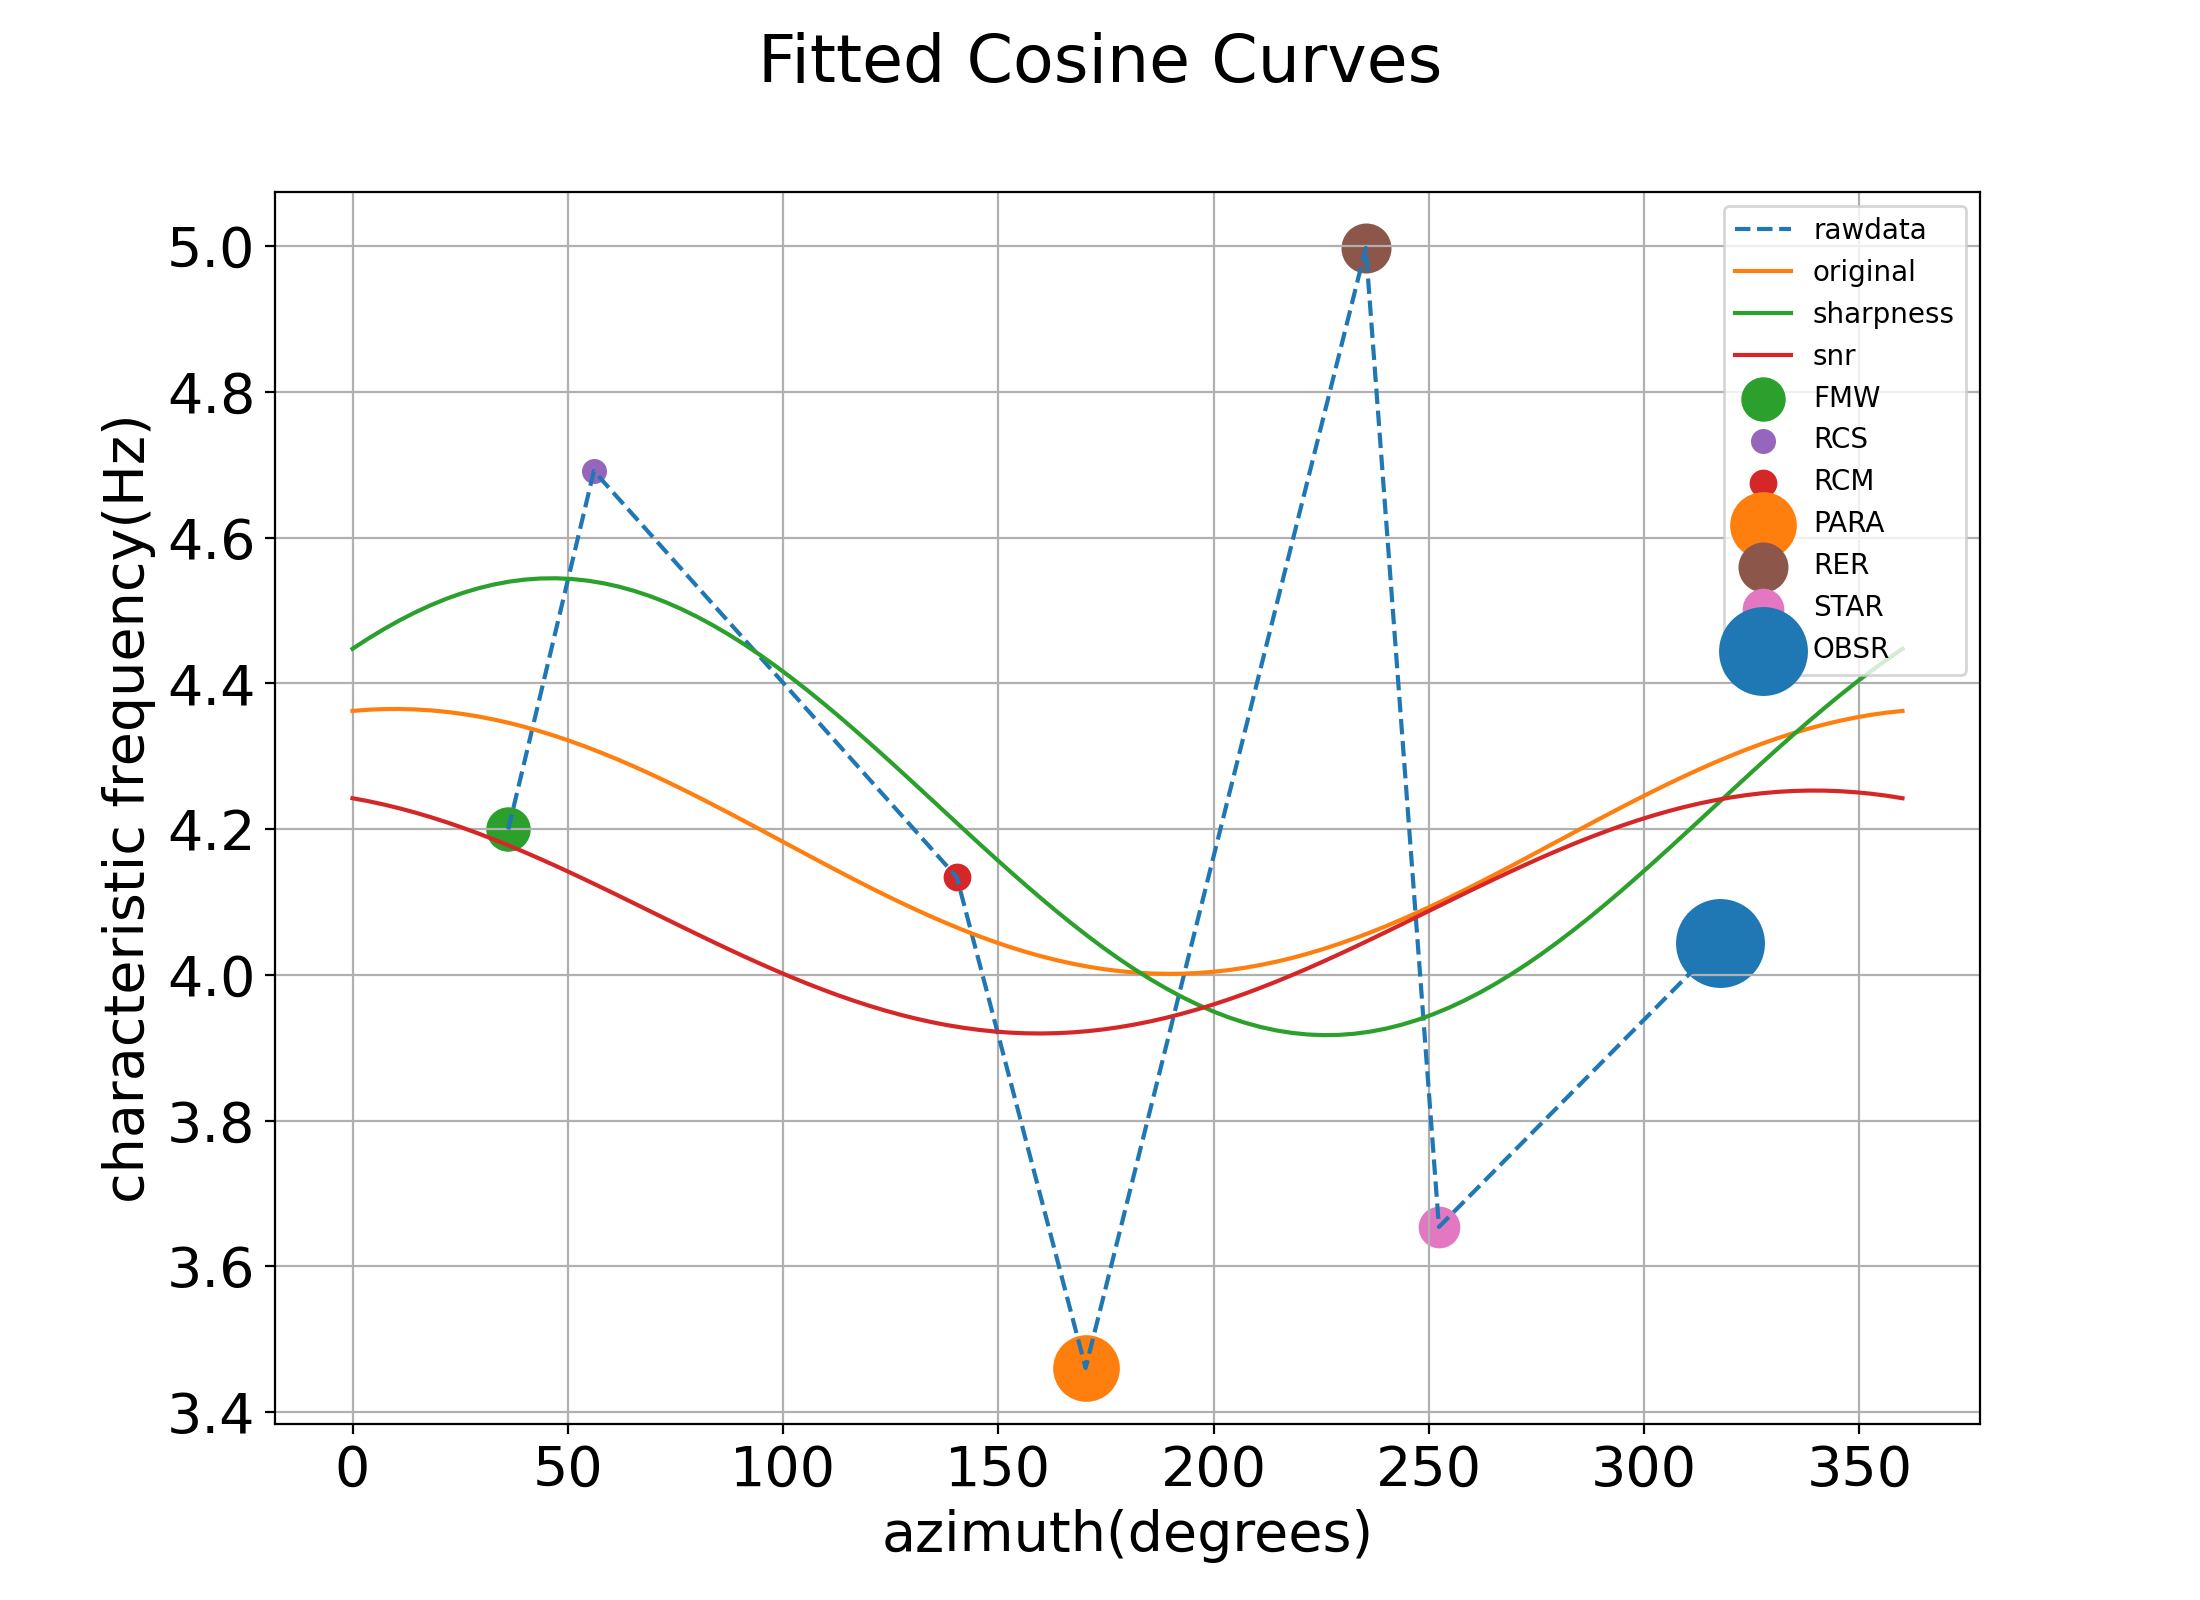 Fitted Cosine Curves
characteristic frequency(Hz)
5.0
4.8
4.6
4.4
4.2
4.0
3.8
3.6
3.4
rawdata
original
sharpness
snr
FMW
RCS
RCM
PARA
RER
STAR
OBSR
0 50 100 150 200 250 300 350
azimuth(degrees)